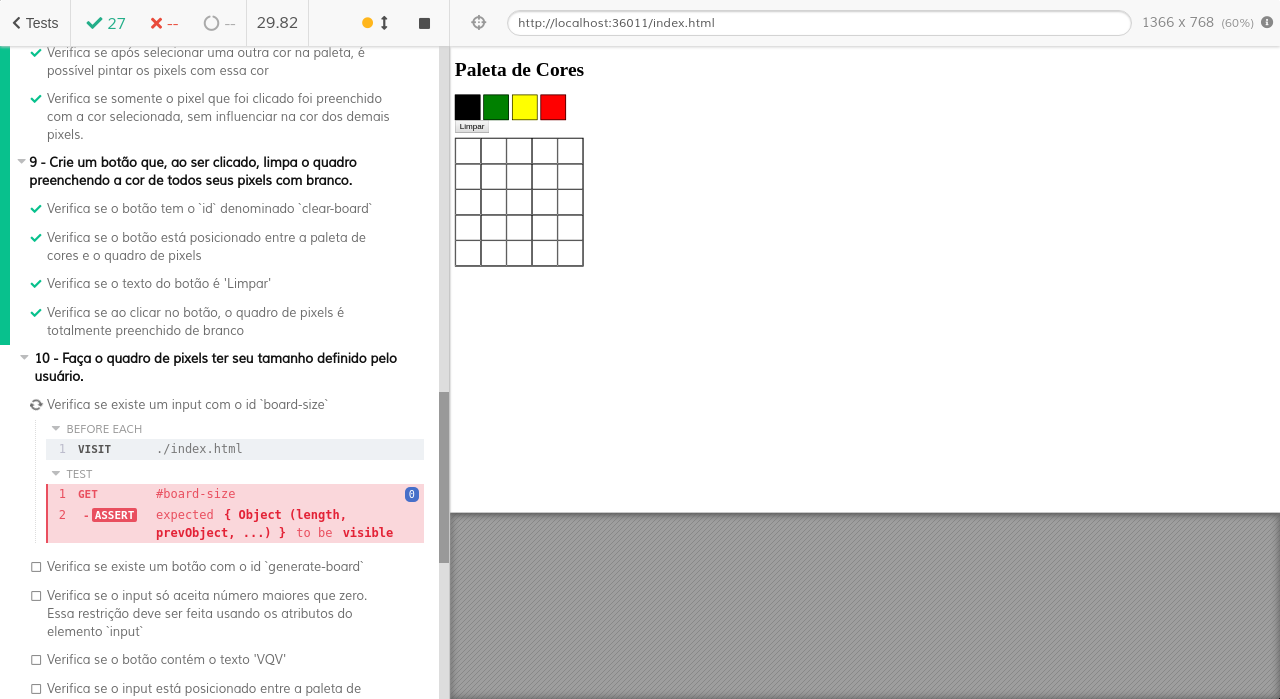 Tests
27
--
--
29.82
http://localhost:36011/index.html
1366 x 768 (60%)
Verifica se após selecionar uma outra cor na paleta, é
possível pintar os pixels com essa cor
Verifica se somente o pixel que foi clicado foi preenchido
com a cor selecionada, sem influenciar na cor dos demais
pixels.
9 - Crie um botão que, ao ser clicado, limpa o quadro
preenchendo a cor de todos seus pixels com branco.
Verifica se o botão tem o `id` denominado `clear-board`
Verifica se o botão está posicionado entre a paleta de
cores e o quadro de pixels
Verifica se o texto do botão é 'Limpar'
Verifica se ao clicar no botão, o quadro de pixels é
totalmente preenchido de branco
10 - Faça o quadro de pixels ter seu tamanho definido pelo
usuário.
Verifica se existe um input com o id `board-size`
BEFORE EACH
1 VISIT ./index.html
TEST
1 GET #board-size 0
2 -ASSERT expected { Object (length,
prevObject, ...) } to be visible
Verifica se existe um botão com o id `generate-board`
Verifica se o input só aceita número maiores que zero.
Essa restrição deve ser feita usando os atributos do
elemento `input`
Verifica se o botão contém o texto 'VQV'
Verifica se o input está posicionado entre a paleta de
Paleta de Cores
Limpar